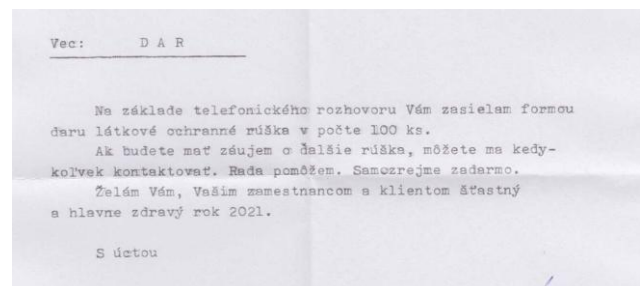 Vec: D A R
Na základe telefonického rozhovoru Vám zasielam formou
daru látkové ochranné rúška v počte 100 ks.
Ak budete mať záujem o ďalšie rúška, môžete ma kedy-
koľvek kontaktovať. Rada pomôžem. Samozrejme zadarmo.
Želám Vám, Vašim zamestnancom a klientom šťastný
a hlavne zdravý rok 2021.
S úctou